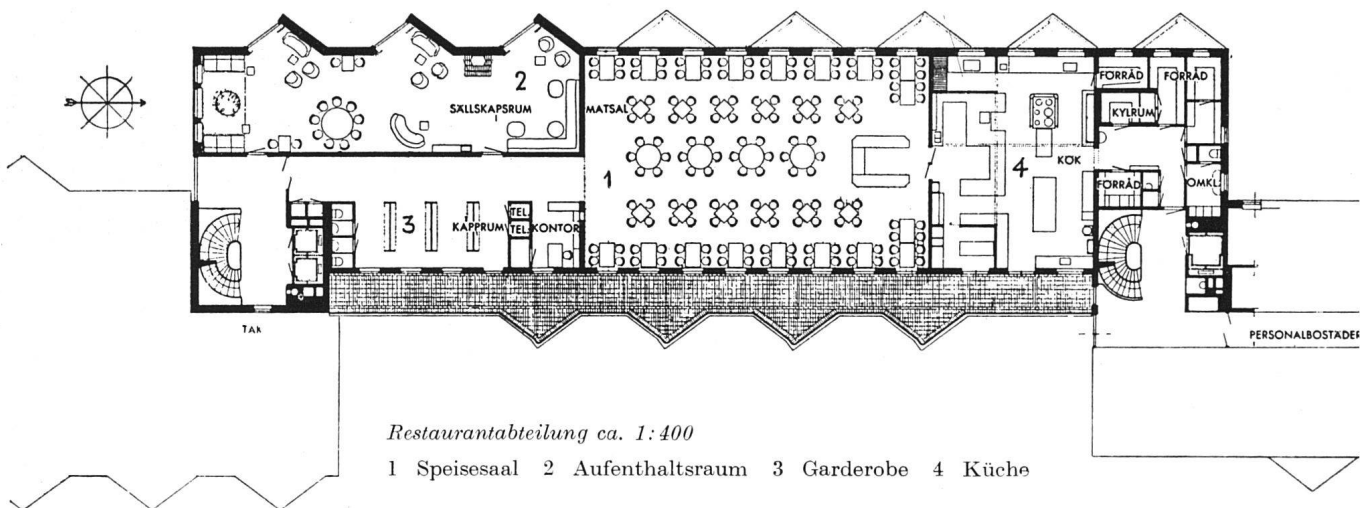 2
SÄLLSKAPSRUM
MATSAL
1
3
KAPPRUM
TEL.
TEL.
KONTOR
4
KÖK
FÖRRÅD
FÖRRÅD
KYLRUM
FÖRRÅD
OMKL.
TAK
PERSONALBOSTÄDER
Restaurantabteilung ca. 1:400
1 Speisesaal 2 Aufenthaltsraum 3 Garderobe 4 Küche